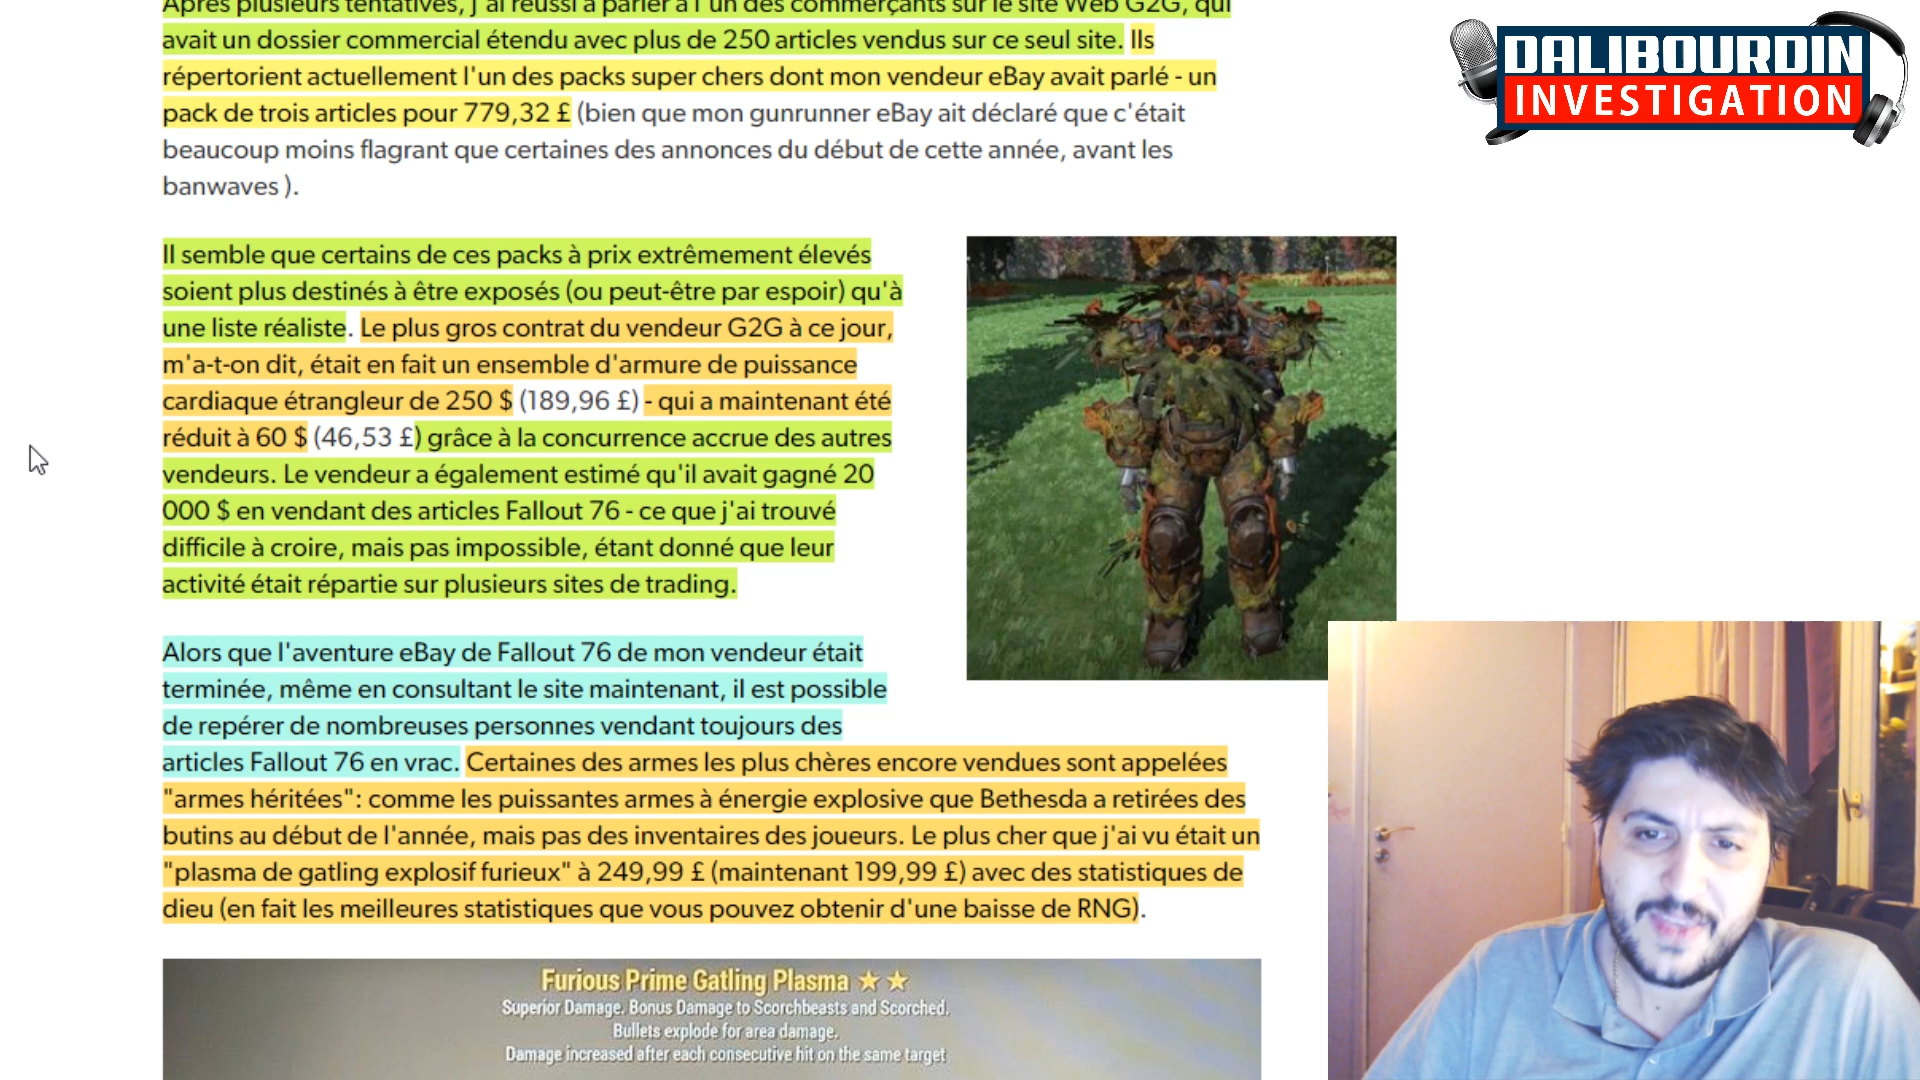 Après plusieurs tentatives, j'ai réussi à parler à l'un des commerçants sur le site Web G2G, qui
avait un dossier commercial étendu avec plus de 250 articles vendus sur ce seul site. Ils
répertorient actuellement l'un des packs super chers dont mon vendeur eBay avait parlé - un
pack de trois articles pour 779,32 £ (bien que mon gunrunner eBay ait déclaré que c'était
beaucoup moins flagrant que certaines des annonces du début de cette année, avant les
banwaves ).
DALIBOURDIN
INVESTIGATION
Il semble que certains de ces packs à prix extrêmement élevés
soient plus destinés à être exposés (ou peut-être par espoir) qu'à
une liste réaliste. Le plus gros contrat du vendeur G2G à ce jour,
m'a-t-on dit, était en fait un ensemble d'armure de puissance
cardiaque étrangleur de 250 $ (189,96 £) - qui a maintenant été
réduit à 60 $ (46,53 £) grâce à la concurrence accrue des autres
vendeurs. Le vendeur a également estimé qu'il avait gagné 20
000 $ en vendant des articles Fallout 76 - ce que j'ai trouvé
difficile à croire, mais pas impossible, étant donné que leur
activité était répartie sur plusieurs sites de trading.
Alors que l'aventure eBay de Fallout 76 de mon vendeur était
terminée, même en consultant le site maintenant, il est possible
de repérer de nombreuses personnes vendant toujours des
articles Fallout 76 en vrac. Certaines des armes les plus chères encore vendues sont appelées
"armes héritées": comme les puissantes armes à énergie explosive que Bethesda a retirées des
butins au début de l'année, mais pas des inventaires des joueurs. Le plus cher que j'ai vu était un
"plasma de gatling explosif furieux" à 249,99 £ (maintenant 199,99 £) avec des statistiques de
dieu (en fait les meilleures statistiques que vous pouvez obtenir d'une baisse de RNG).
Furious Prime Gatling Plasma ★ ★
Superior Damage. Bonus Damage to Scorchbeasts and Scorched.
Bullets explode for area damage.
Damage increased after each consecutive hit on the same target